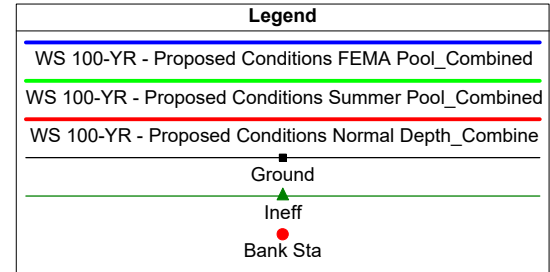 Legend
WS 100-YR - Proposed Conditions FEMA Pool_Combined
WS 100-YR - Proposed Conditions Summer Pool_Combined
WS 100-YR - Proposed Conditions Normal Depth_Combine
Ground
Ineff
Bank Sta